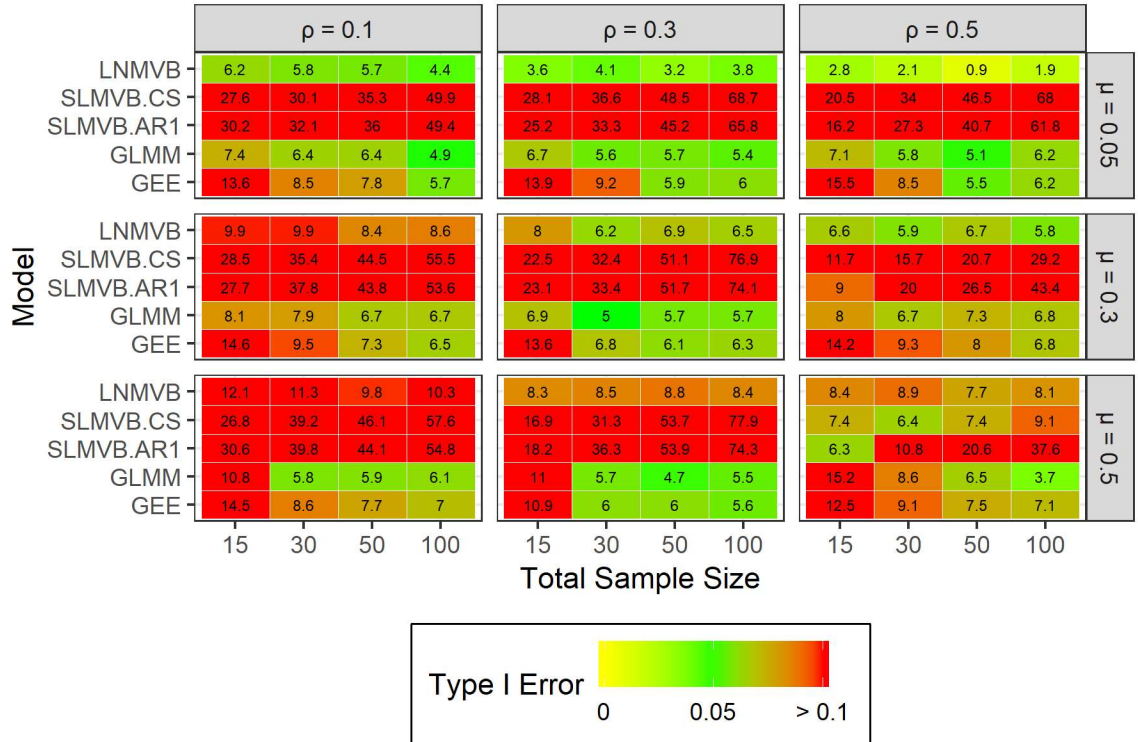 ρ = 0.1 ρ = 0.3 ρ = 0.5
LNMVB 6.2 5.8 5.7 4.4 3.6 4.1 3.2 3.8 2.8 2.1 0.9 1.9
SLMVB.CS 27.6 30.1 35.3 49.9 28.1 36.6 48.5 68.7 20.5 34 46.5 68
SLMVB.AR1 30.2 32.1 36 49.4 25.2 33.3 45.2 65.8 16.2 27.3 40.7 61.8
GLMM 7.4 6.4 6.4 4.9 6.7 5.6 5.7 5.4 7.1 5.8 5.1 6.2
GEE 13.6 8.5 7.8 5.7 13.9 9.2 5.9 6 15.5 8.5 5.5 6.2
μ = 0.05
LNMVB 9.9 9.9 8.4 8.6 8 6.2 6.9 6.5 6.6 5.9 6.7 5.8
SLMVB.CS 28.5 35.4 44.5 55.5 22.5 32.4 51.1 76.9 11.7 15.7 20.7 29.2
SLMVB.AR1 27.7 37.8 43.8 53.6 23.1 33.4 51.7 74.1 9 20 26.5 43.4
GLMM 8.1 7.9 6.7 6.7 6.9 5 5.7 5.7 8 6.7 7.3 6.8
GEE 14.6 9.5 7.3 6.5 13.6 6.8 6.1 6.3 14.2 9.3 8 6.8
μ = 0.3
LNMVB 12.1 11.3 9.8 10.3 8.3 8.5 8.8 8.4 8.4 8.9 7.7 8.1
SLMVB.CS 26.8 39.2 46.1 57.6 16.9 31.3 53.7 77.9 7.4 6.4 7.4 9.1
SLMVB.AR1 30.6 39.8 44.1 54.8 18.2 36.3 53.9 74.3 6.3 10.8 20.6 37.6
GLMM 10.8 5.8 5.9 6.1 11 5.7 4.7 5.5 15.2 8.6 6.5 3.7
GEE 14.5 8.6 7.7 7 10.9 6 6 5.6 12.5 9.1 7.5 7.1
μ = 0.5
Model
15 30 50 100 15 30 50 100 15 30 50 100
Total Sample Size
Type I Error
0 0.05 > 0.1